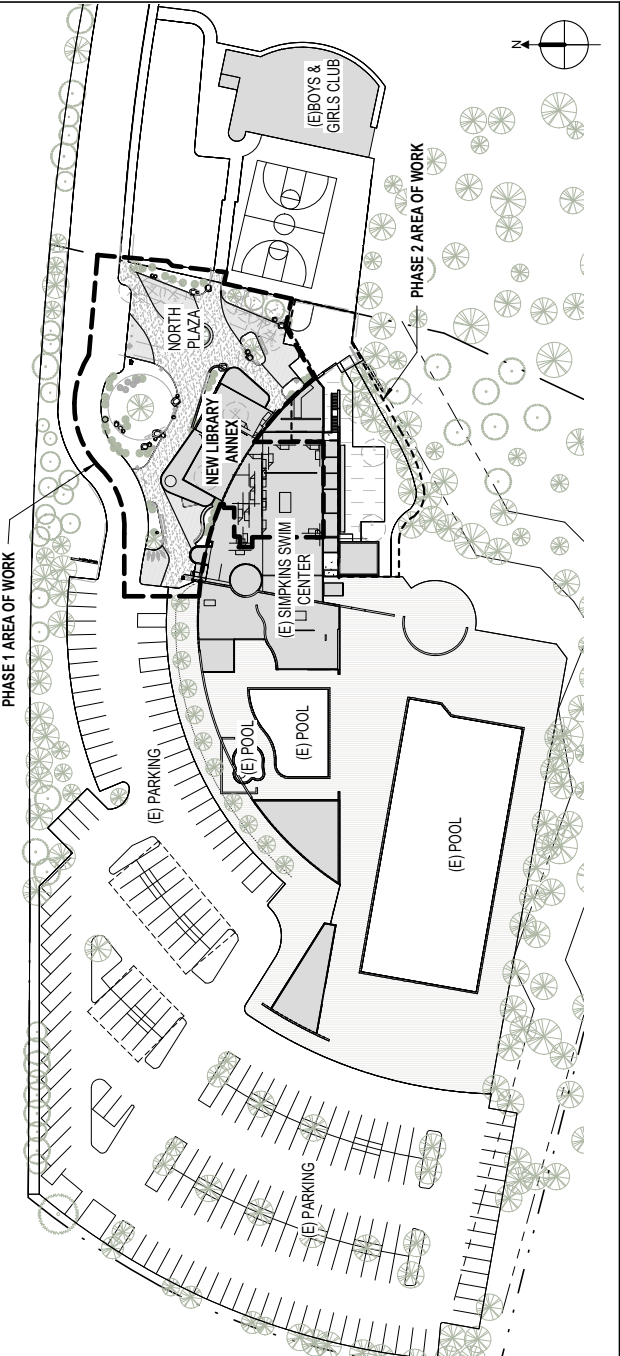 N
(E)BOYS &
GIRLS CLUB
PHASE 2 AREA OF WORK
NORTH
PLAZA
NEW LIBRARY
ANNEX
(E) SIMPKINS SWIM
CENTER
PHASE 1 AREA OF WORK
(E) PARKING
(E) POOL
(E) POOL
(E) POOL
(E) PARKING